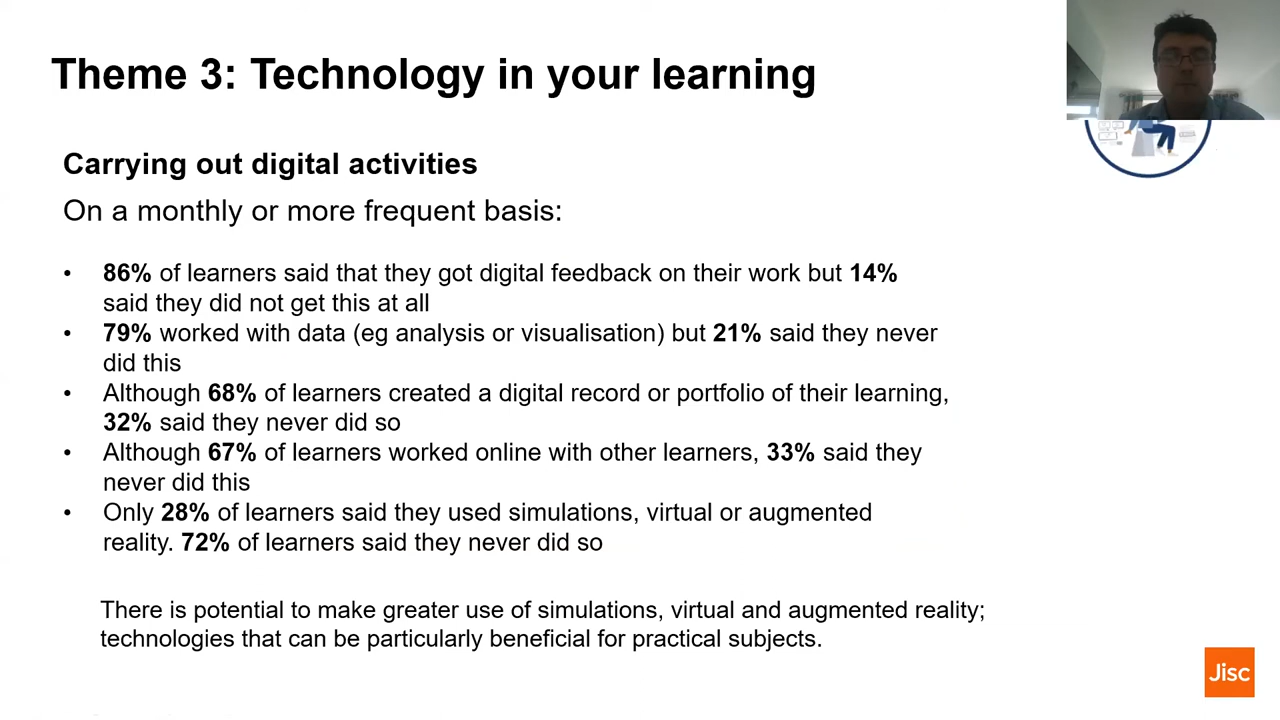 Theme 3: Technology in your learning
Carrying out digital activities
On a monthly or more frequent basis:
• 86% of learners said that they got digital feedback on their work but 14%
said they did not get this at all
• 79% worked with data (eg analysis or visualisation) but 21% said they never
did this
• Although 68% of learners created a digital record or portfolio of their learning,
32% said they never did so
• Although 67% of learners worked online with other learners, 33% said they
never did this
• Only 28% of learners said they used simulations, virtual or augmented
reality. 72% of learners said they never did so
There is potential to make greater use of simulations, virtual and augmented reality;
technologies that can be particularly beneficial for practical subjects.
Jisc